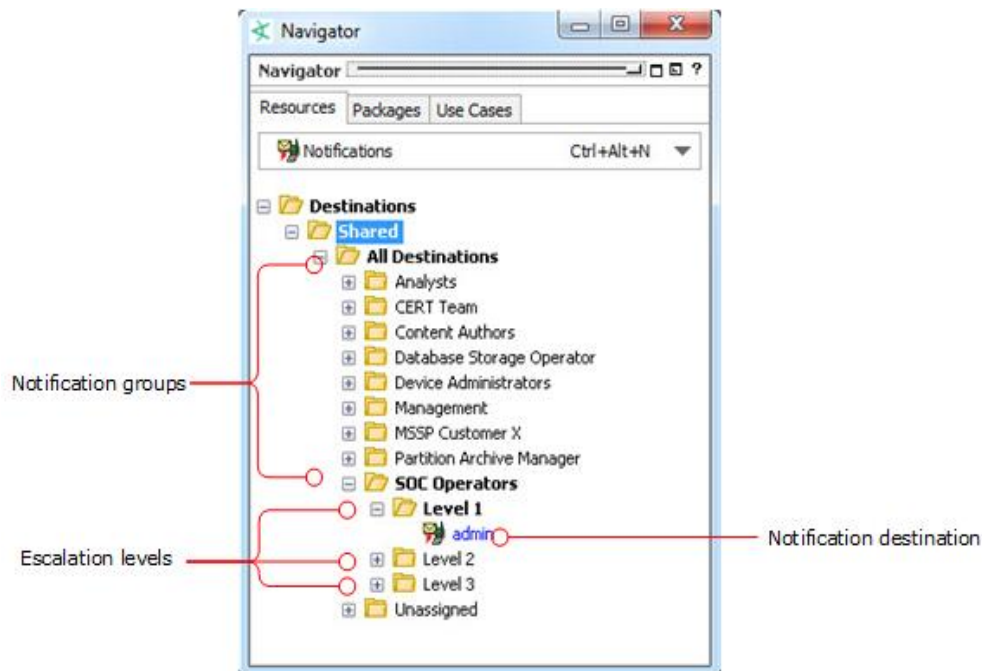 Navigator
Navigator ?
Resources Packages Use Cases
Notifications Ctrl+Alt+N
Destinations
Shared
All Destinations
Analysts
CERT Team
Content Authors
Database Storage Operator
Device Administrators
Notification groups
Management
MSSP Customer X
Partition Archive Manager
SOC Operators
Level 1
admin
Notification destination
Escalation levels
Level 2
Level 3
Unassigned